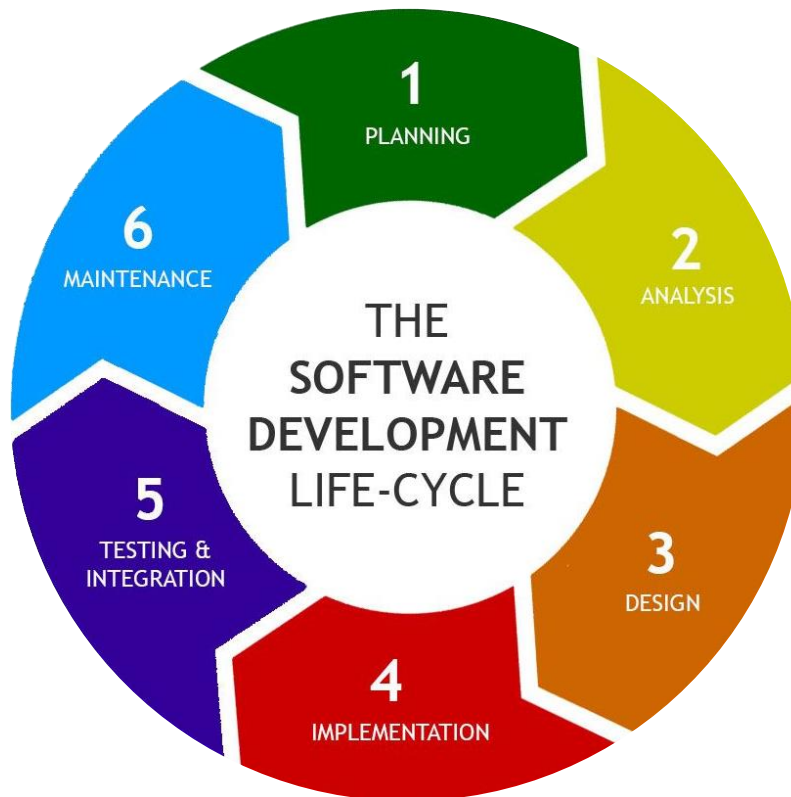 1
PLANNING
2
ANALYSIS
3
DESIGN
4
IMPLEMENTATION
5
TESTING &
INTEGRATION
6
MAINTENANCE
THE
SOFTWARE
DEVELOPMENT
LIFE-CYCLE